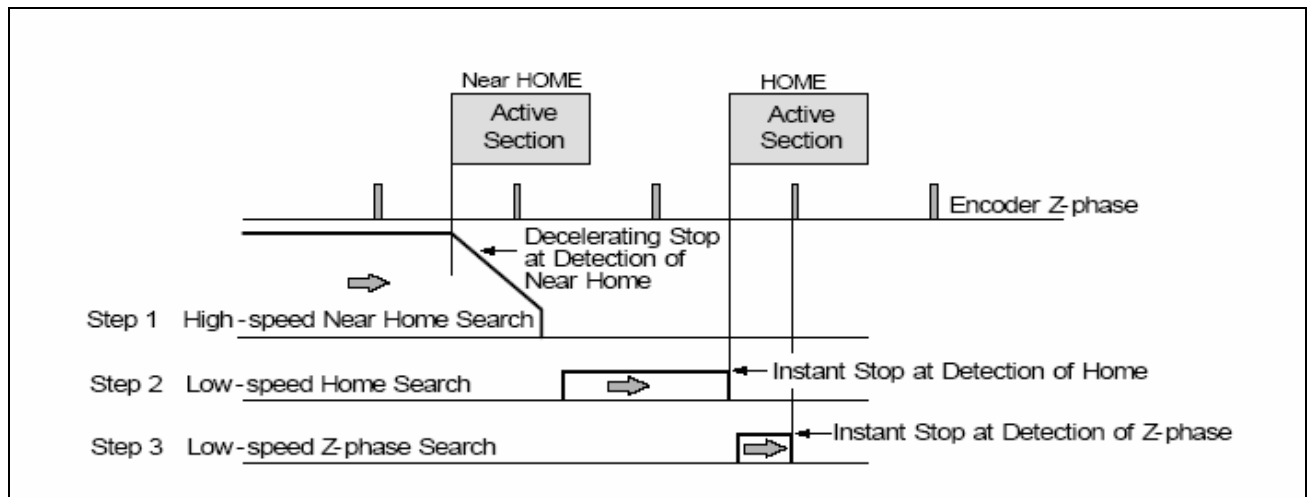 Near HOME
HOME
Active
Section
Active
Section
Encoder Z-phase
Decelerating Stop
at Detection of
Near Home
Step 1 High-speed Near Home Search
Step 2 Low-speed Home Search
Instant Stop at Detection of Home
Step 3 Low-speed Z-phase Search
Instant Stop at Detection of Z-phase